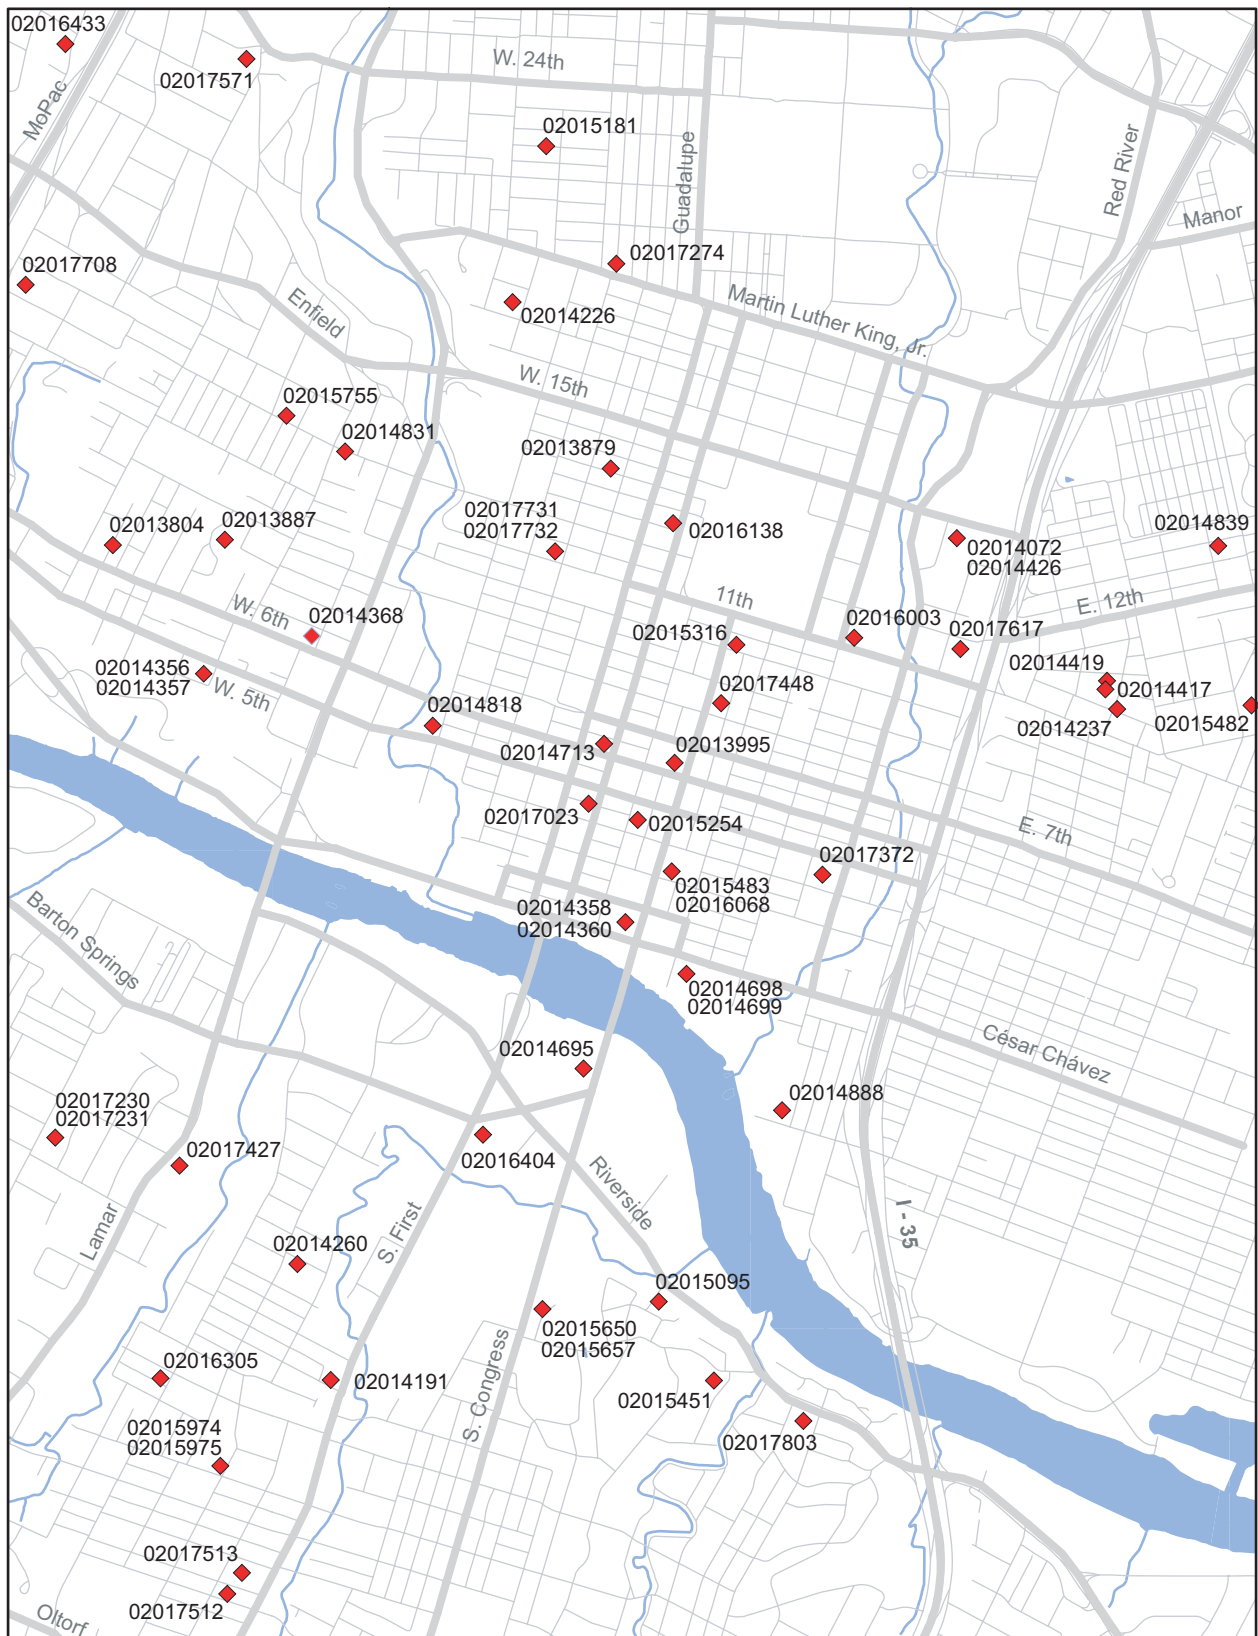 02016433
02017571
MoPac
W. 24th
02015181
Guadalupe
Red River
Manor
02017274
02017708
02014226
Martin Luther King, Jr.
Enfield
W. 15th
02015755
02014831
02013879
02017731
02017732
02016138
02013804
02013887
02014839
02014072
02014426
11th
E. 12th
W. 6th
02014368
02015316
02016003
02017617
02014419
02014417
02014237
02015482
02014356
02014357
W. 5th
02017448
02014818
02014713
02013995
02017023
02015254
E. 7th
02017372
02015483
02016068
02014358
02014360
Barton Springs
02014698
02014699
César Chávez
02014695
02014888
02017230
02017231
02017427
02016404
Riverside
Lamar
S. First
I - 35
02014260
02015095
02015650
02015657
S. Congress
02016305
02014191
02015451
02017803
02015974
02015975
02017513
02017512
Oltorf